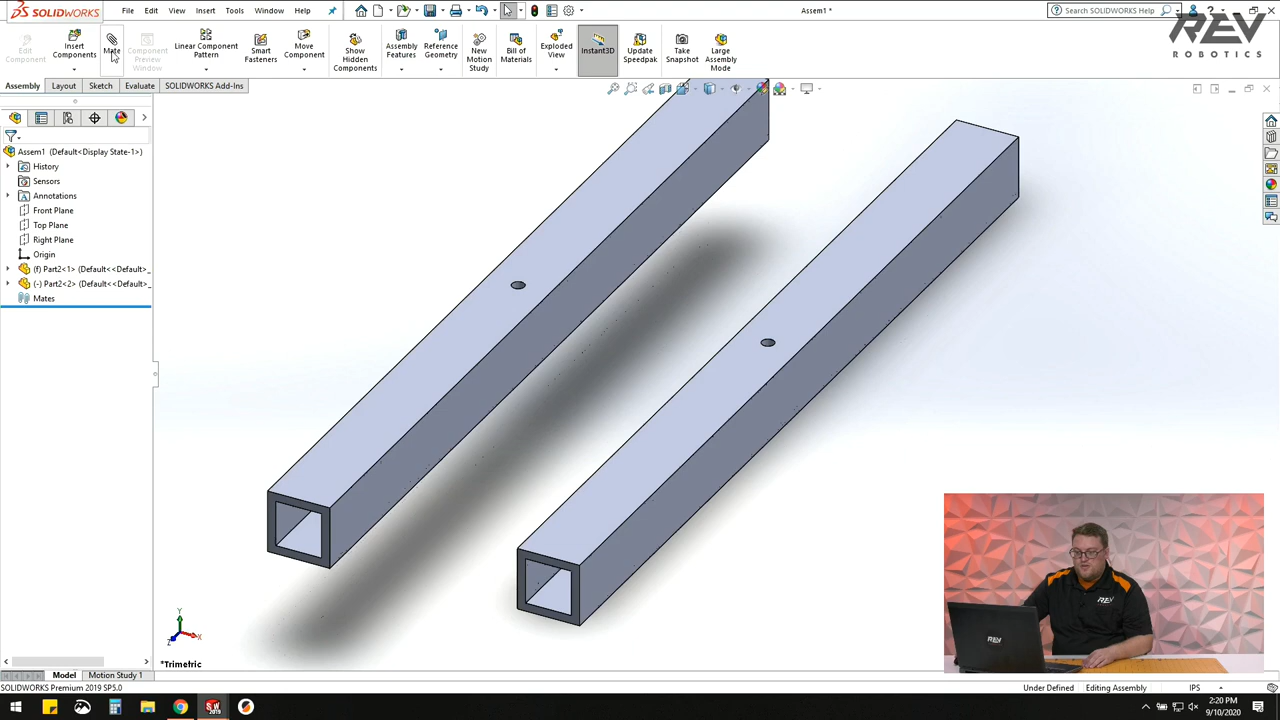 SOLIDWORKS
File Edit View Insert Tools Window Help
Assem1 *
Search SOLIDWORKS Help
REV
ROBOTICS
Edit Component
Insert Components
Mate
Component Preview Window
Linear Component Pattern
Smart Fasteners
Move Component
Show Hidden Components
Assembly Features
Reference Geometry
New Motion Study
Bill of Materials
Exploded View
Instant3D
Update Speedpak
Take Snapshot
Large Assembly Mode
Assembly Layout Sketch Evaluate SOLIDWORKS Add-Ins
Assem1 (Default<Display State-1>)
History
Sensors
Annotations
Front Plane
Top Plane
Right Plane
Origin
(f) Part2<1> (Default<<Default>_
(-) Part2<2> (Default<<Default>_
Mates
Y
X
Z
*Trimetric
REV
REV
Model Motion Study 1
SOLIDWORKS Premium 2019 SP5.0
Under Defined Editing Assembly IPS
SW
2019
2:20 PM
9/10/2020